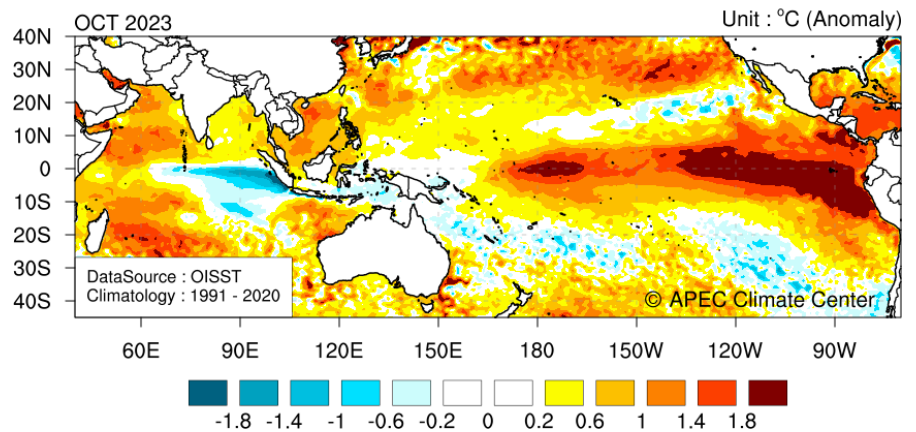 OCT 2023
Unit : °C (Anomaly)
40N
30N
20N
10N
0
10S
20S
30S
40S
DataSource : OISST
Climatology : 1991 - 2020
© APEC Climate Center
60E 90E 120E 150E 180 150W 120W 90W
-1.8 -1.4 -1 -0.6 -0.2 0 0.2 0.6 1 1.4 1.8